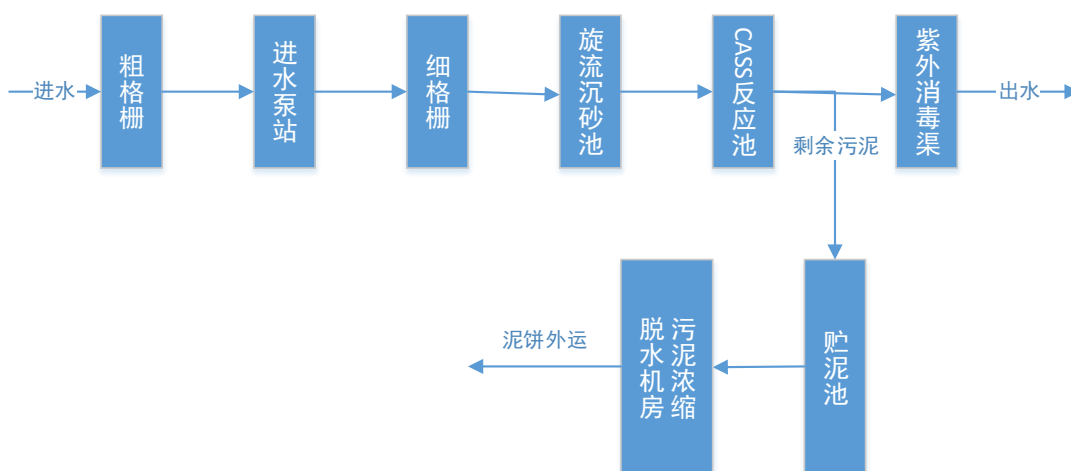 进水
粗格栅
进水泵站
细格栅
旋流沉砂池
CASS反应池
紫外消毒渠
出水
剩余污泥
泥饼外运
污泥浓缩
脱水机房
贮泥池